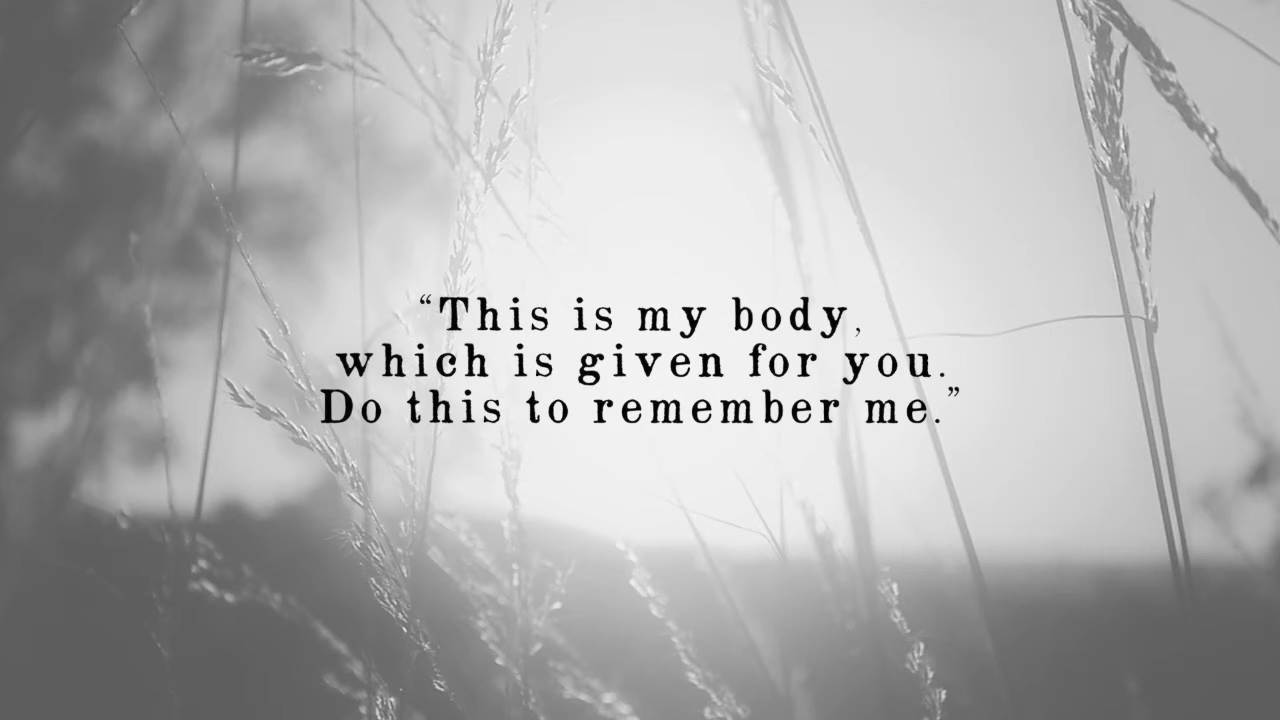 “This is my body,
which is given for you.
Do this to remember me.”